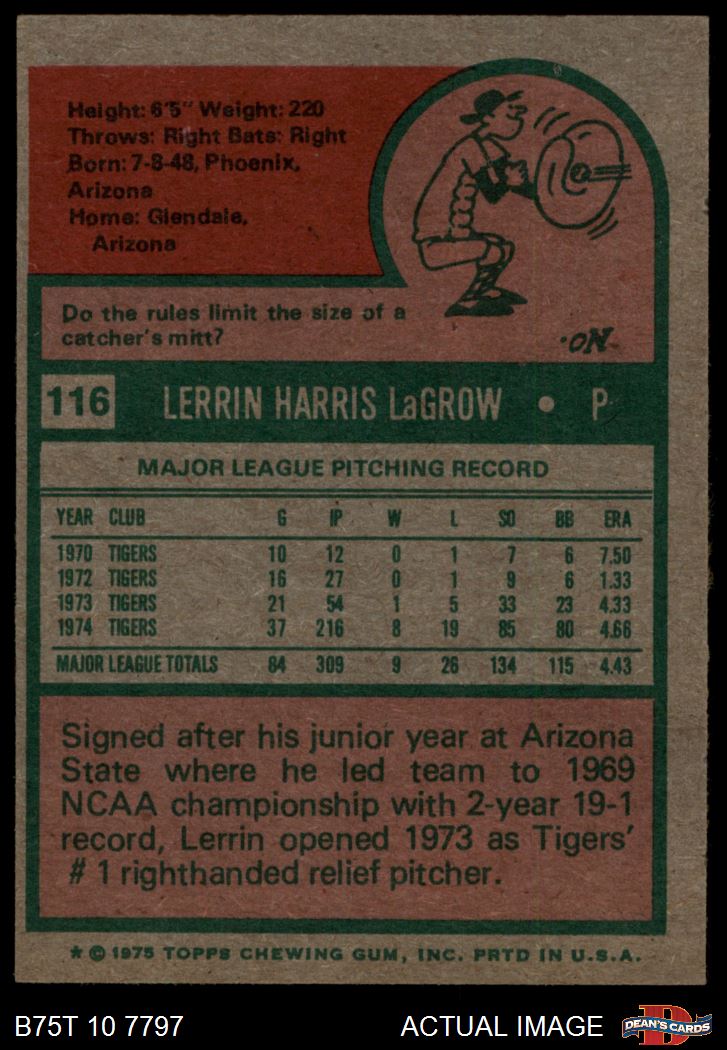 Height: 6'5" Weight: 220
Throws: Right Bats: Right
Born: 7-8-48, Phoenix,
Arizona
Home: Glendale,
Arizona
Do the rules limit the size of a
catcher's mitt?
·oN
116 LERRIN HARRIS LaGROW • P
MAJOR LEAGUE PITCHING RECORD
YEAR CLUB G IP W L SO BB ERA
1970 TIGERS 10 12 0 1 7 6 7.50
1972 TIGERS 16 27 0 1 9 6 1.33
1973 TIGERS 21 54 1 5 33 23 4.33
1974 TIGERS 37 216 8 19 85 80 4.66
MAJOR LEAGUE TOTALS 84 309 9 26 134 115 4.43
Signed after his junior year at Arizona
State where he led team to 1969
NCAA championship with 2-year 19-1
record, Lerrin opened 1973 as Tigers'
# 1 righthanded relief pitcher.
* © 1975 TOPPS CHEWING GUM, INC. PRTD IN U.S.A.
B75T 10 7797 ACTUAL IMAGE D DEAN'S CARDS